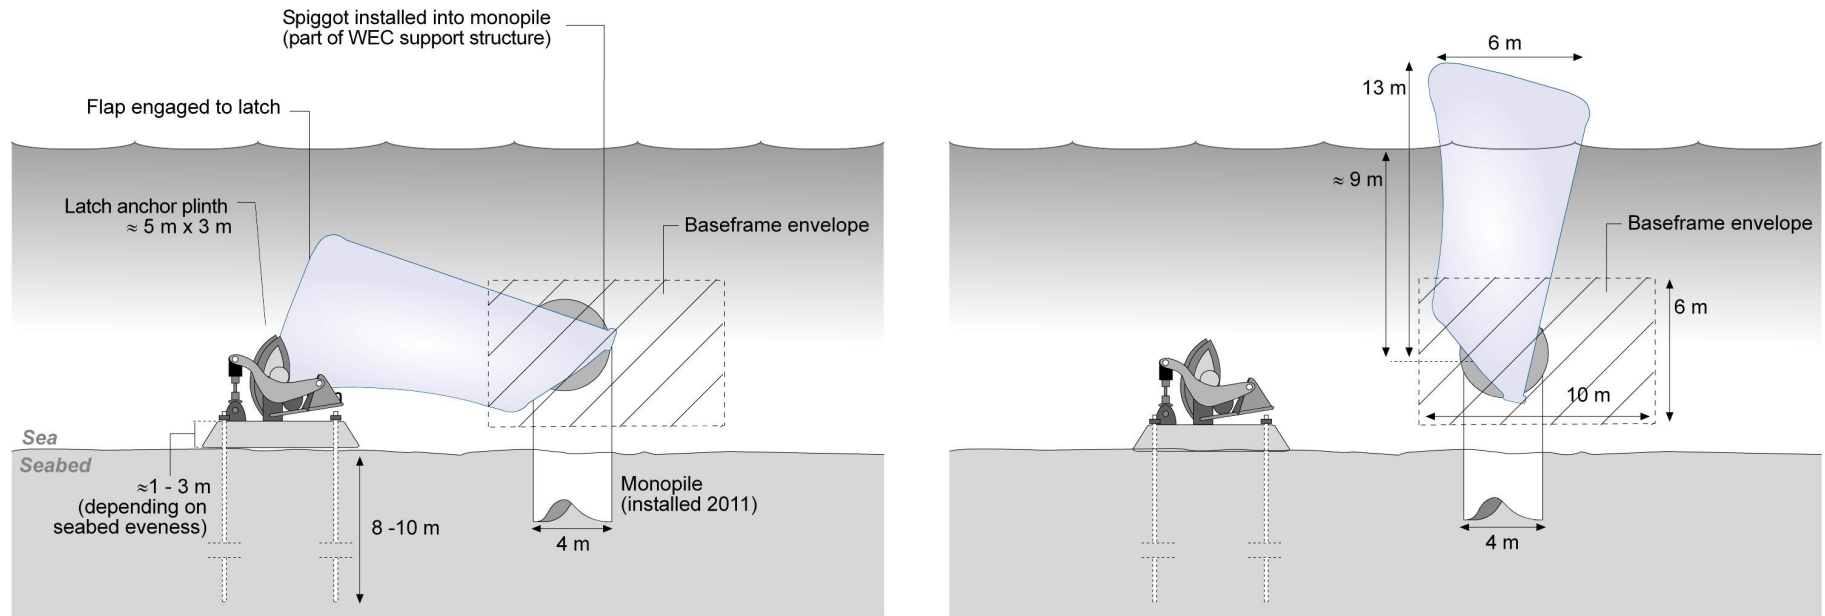 Spiggot installed into monopile
(part of WEC support structure)
Flap engaged to latch
Latch anchor plinth
≈ 5 m x 3 m
Baseframe envelope
Sea
Seabed
≈1 - 3 m
(depending on
seabed eveness)
8 -10 m
Monopile
(installed 2011)
4 m
6 m
13 m
≈ 9 m
Baseframe envelope
6 m
10 m
4 m